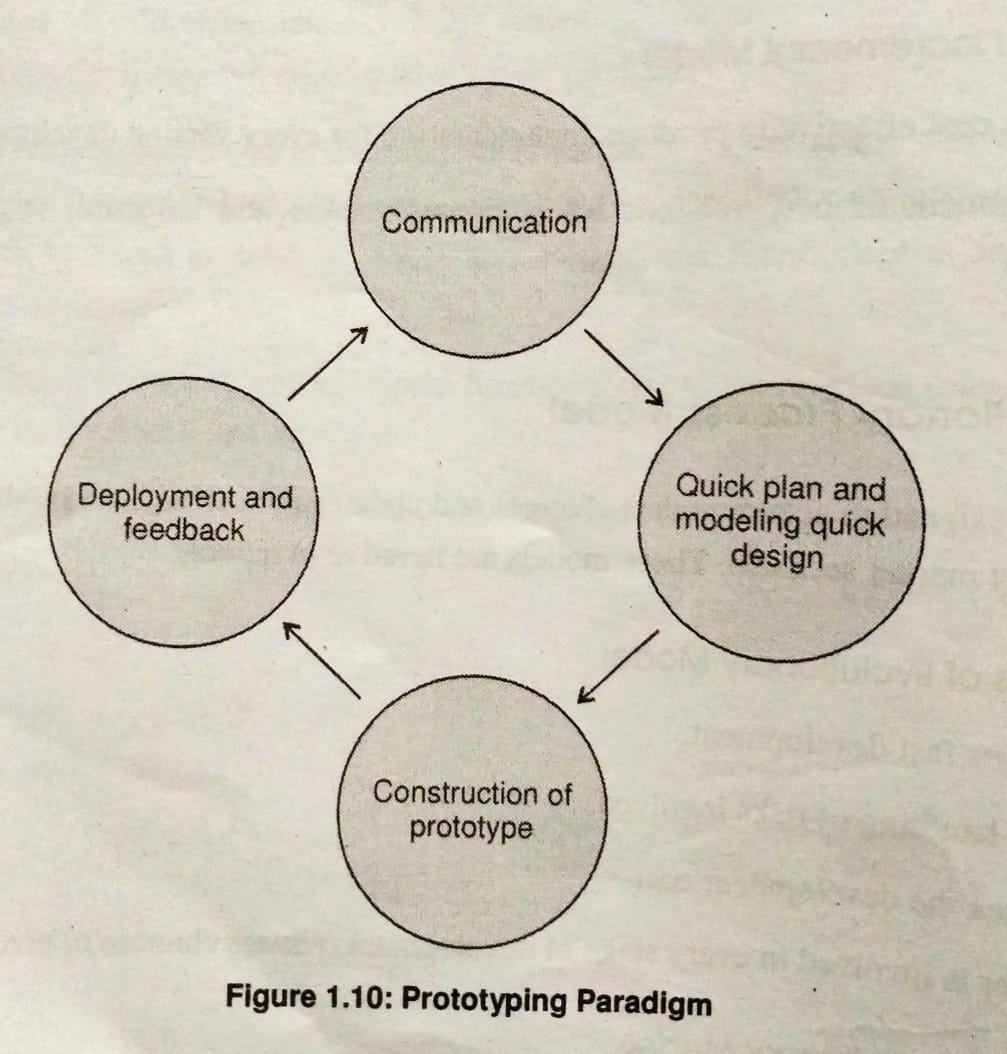 Communication
Deployment and
feedback
Quick plan and
modeling quick
design
Construction of
prototype
Figure 1.10: Prototyping Paradigm